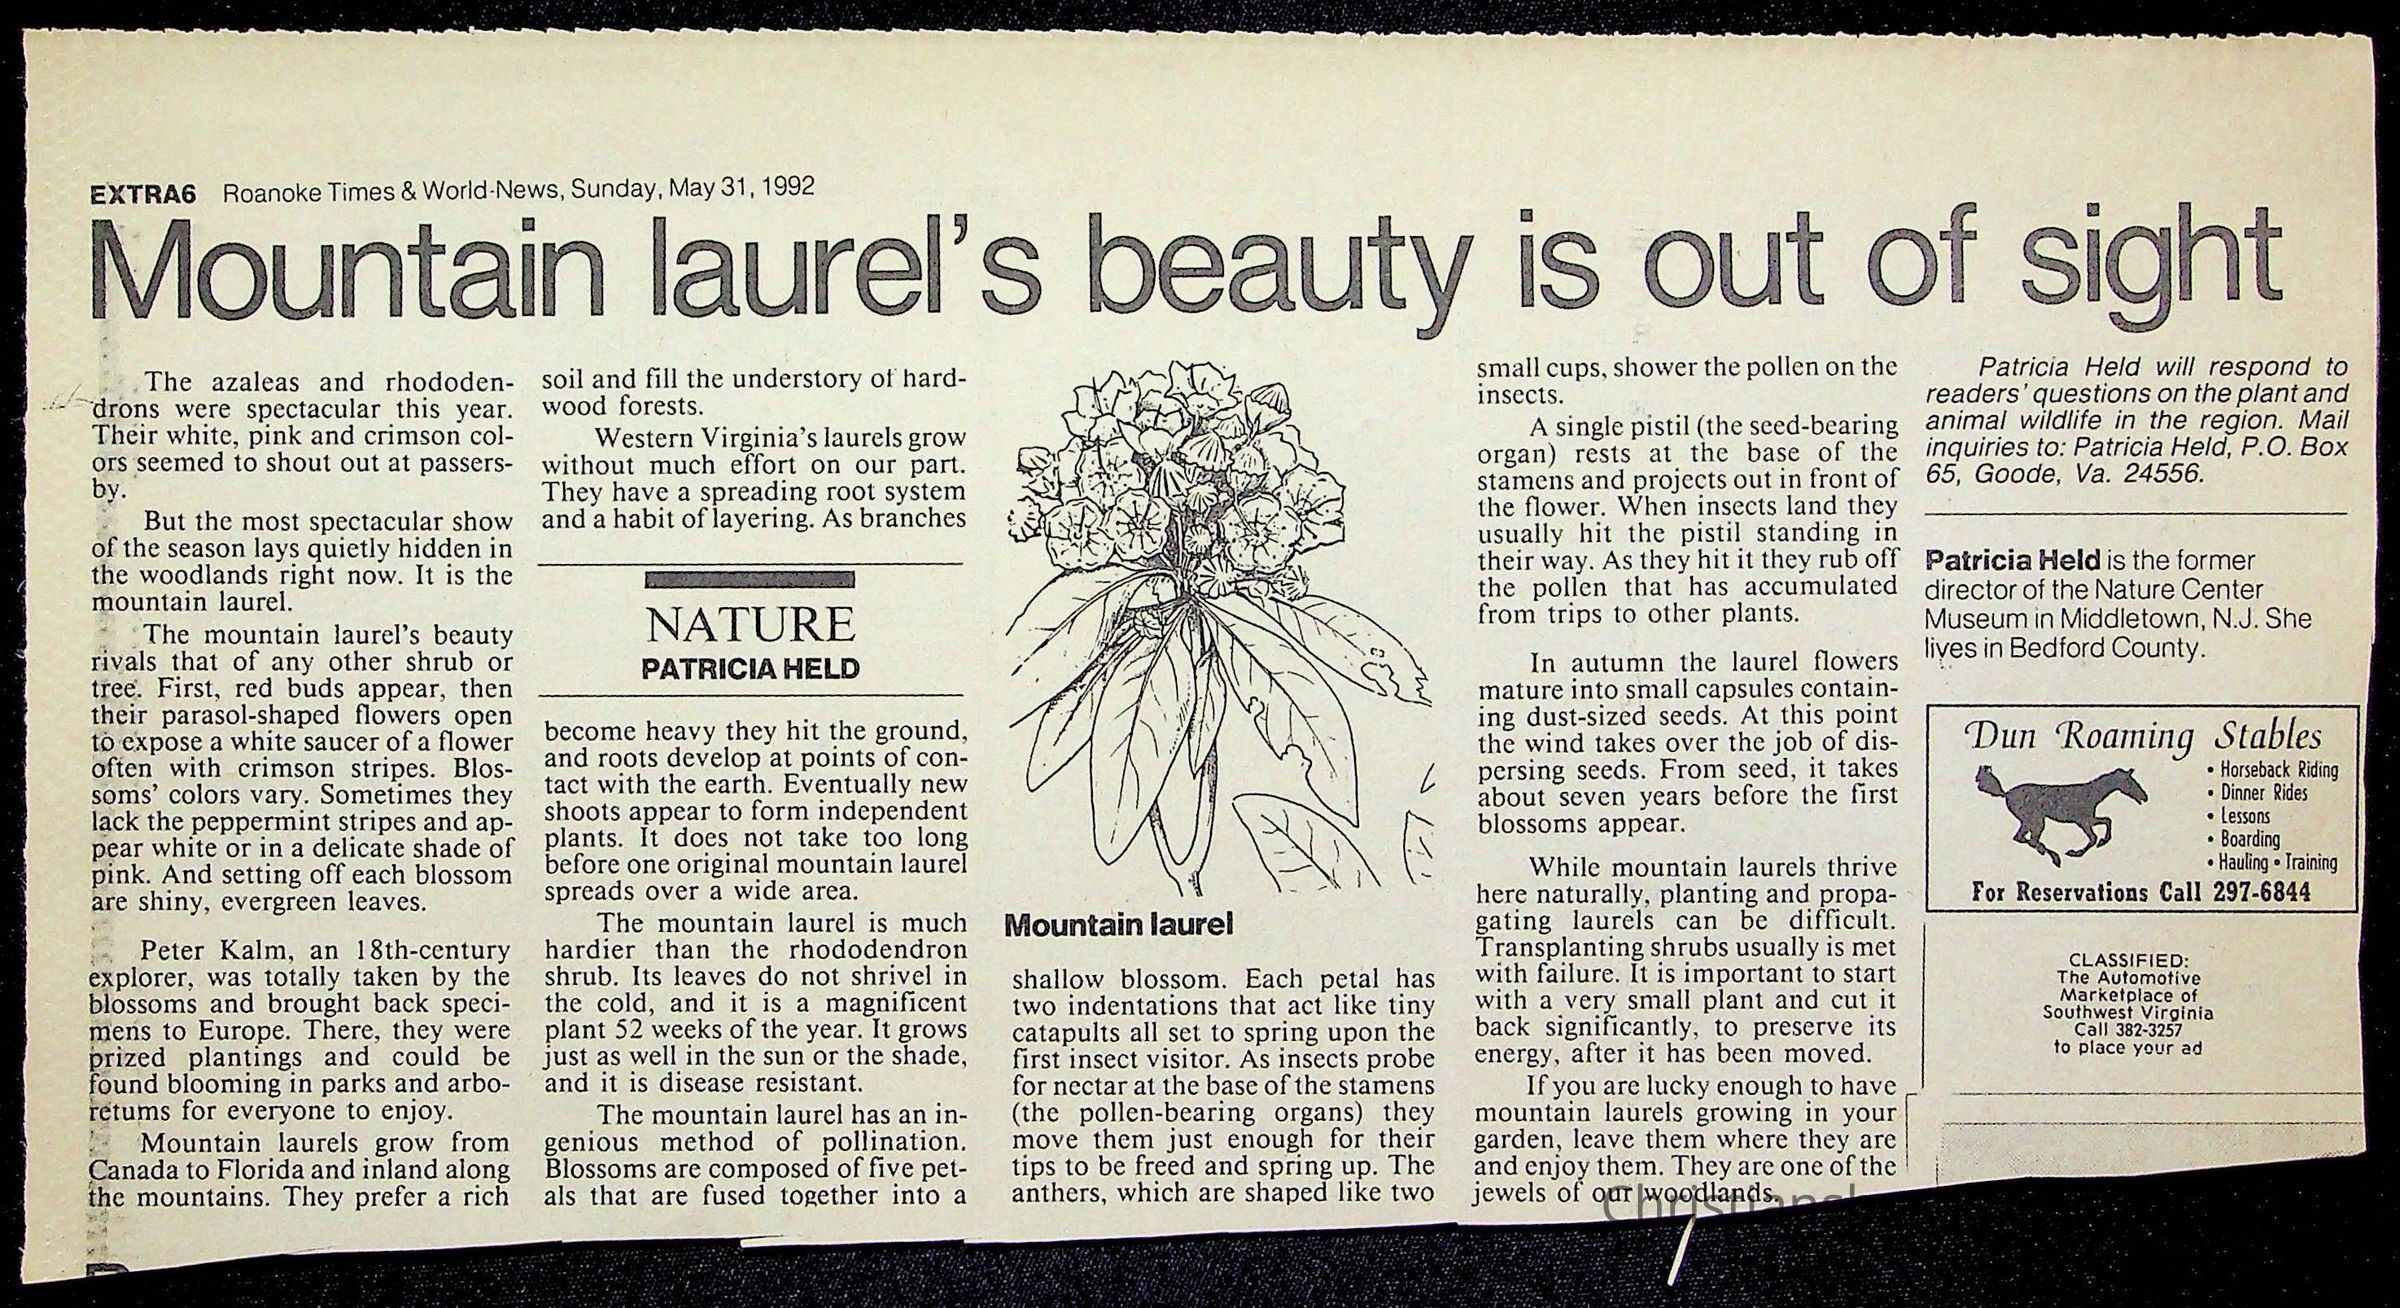 EXTRA6 Roanoke Times & World-News, Sunday, May 31, 1992
Mountain laurel's beauty is out of sight
The azaleas and rhododen-
drons were spectacular this year.
Their white, pink and crimson col-
ors seemed to shout out at passers-
by.
But the most spectacular show
of the season lays quietly hidden in
the woodlands right now. It is the
mountain laurel.
The mountain laurel's beauty
rivals that of any other shrub or
tree. First, red buds appear, then
their parasol-shaped flowers open
to expose a white saucer of a flower
often with crimson stripes. Blos-
soms' colors vary. Sometimes they
lack the peppermint stripes and ap-
pear white or in a delicate shade of
pink. And setting off each blossom
are shiny, evergreen leaves.
Peter Kalm, an 18th-century
explorer, was totally taken by the
blossoms and brought back speci-
mens to Europe. There, they were
prized plantings and could be
found blooming in parks and arbo-
retums for everyone to enjoy.
Mountain laurels grow from
Canada to Florida and inland along
the mountains. They prefer a rich
soil and fill the understory of hard-
wood forests.
Western Virginia's laurels grow
without much effort on our part.
They have a spreading root system
and a habit of layering. As branches
NATURE
PATRICIA HELD
become heavy they hit the ground,
and roots develop at points of con-
tact with the earth. Eventually new
shoots appear to form independent
plants. It does not take too long
before one original mountain laurel
spreads over a wide area.
The mountain laurel is much
hardier than the rhododendron
shrub. Its leaves do not shrivel in
the cold, and it is a magnificent
plant 52 weeks of the year. It grows
just as well in the sun or the shade,
and it is disease resistant.
The mountain laurel has an in-
genious method of pollination.
Blossoms are composed of five pet-
als that are fused together into a
Mountain laurel
shallow blossom. Each petal has
two indentations that act like tiny
catapults all set to spring upon the
first insect visitor. As insects probe
for nectar at the base of the stamens
(the pollen-bearing organs) they
move them just enough for their
tips to be freed and spring up. The
anthers, which are shaped like two
small cups, shower the pollen on the
insects.
A single pistil (the seed-bearing
organ) rests at the base of the
stamens and projects out in front of
the flower. When insects land they
usually hit the pistil standing in
their way. As they hit it they rub off
the pollen that has accumulated
from trips to other plants.
In autumn the laurel flowers
mature into small capsules contain-
ing dust-sized seeds. At this point
the wind takes over the job of dis-
persing seeds. From seed, it takes
about seven years before the first
blossoms appear.
While mountain laurels thrive
here naturally, planting and propa-
gating laurels can be difficult.
Transplanting shrubs usually is met
with failure. It is important to start
with a very small plant and cut it
back significantly, to preserve its
energy, after it has been moved.
If you are lucky enough to have
mountain laurels growing in your
garden, leave them where they are
and enjoy them. They are one of the
jewels of our woodlands.
Patricia Held will respond to
readers' questions on the plant and
animal wildlife in the region. Mail
inquiries to: Patricia Held, P.O. Box
65, Goode, Va. 24556.
Patricia Held is the former
director of the Nature Center
Museum in Middletown, N.J. She
lives in Bedford County.
Dun Roaming Stables
• Horseback Riding
• Dinner Rides
• Lessons
• Boarding
• Hauling • Training
For Reservations Call 297-6844
CLASSIFIED:
The Automotive
Marketplace of
Southwest Virginia
Call 382-3257
to place your ad